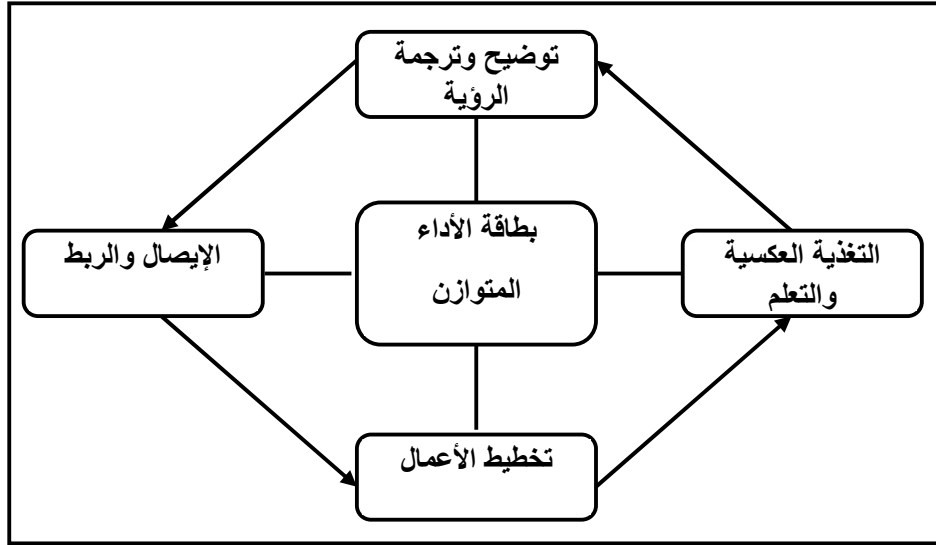 توضيح وترجمة
الرؤية
بطاقة الأداء
المتوازن
الإيصال والربط
التغذية العكسية
والتعلم
تخطيط الأعمال